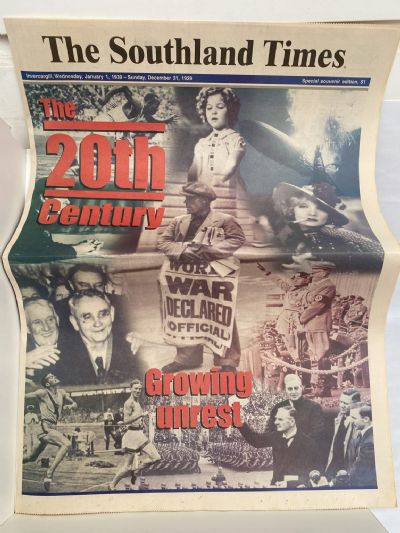 The Southland Times
Invercargill, Wednesday, January 1, 1930 – Sunday, December 31, 1939
Special souvenir edition, $1
The
20th
Century
WAR
DECLARED
OFFICIAL
Growing
unrest